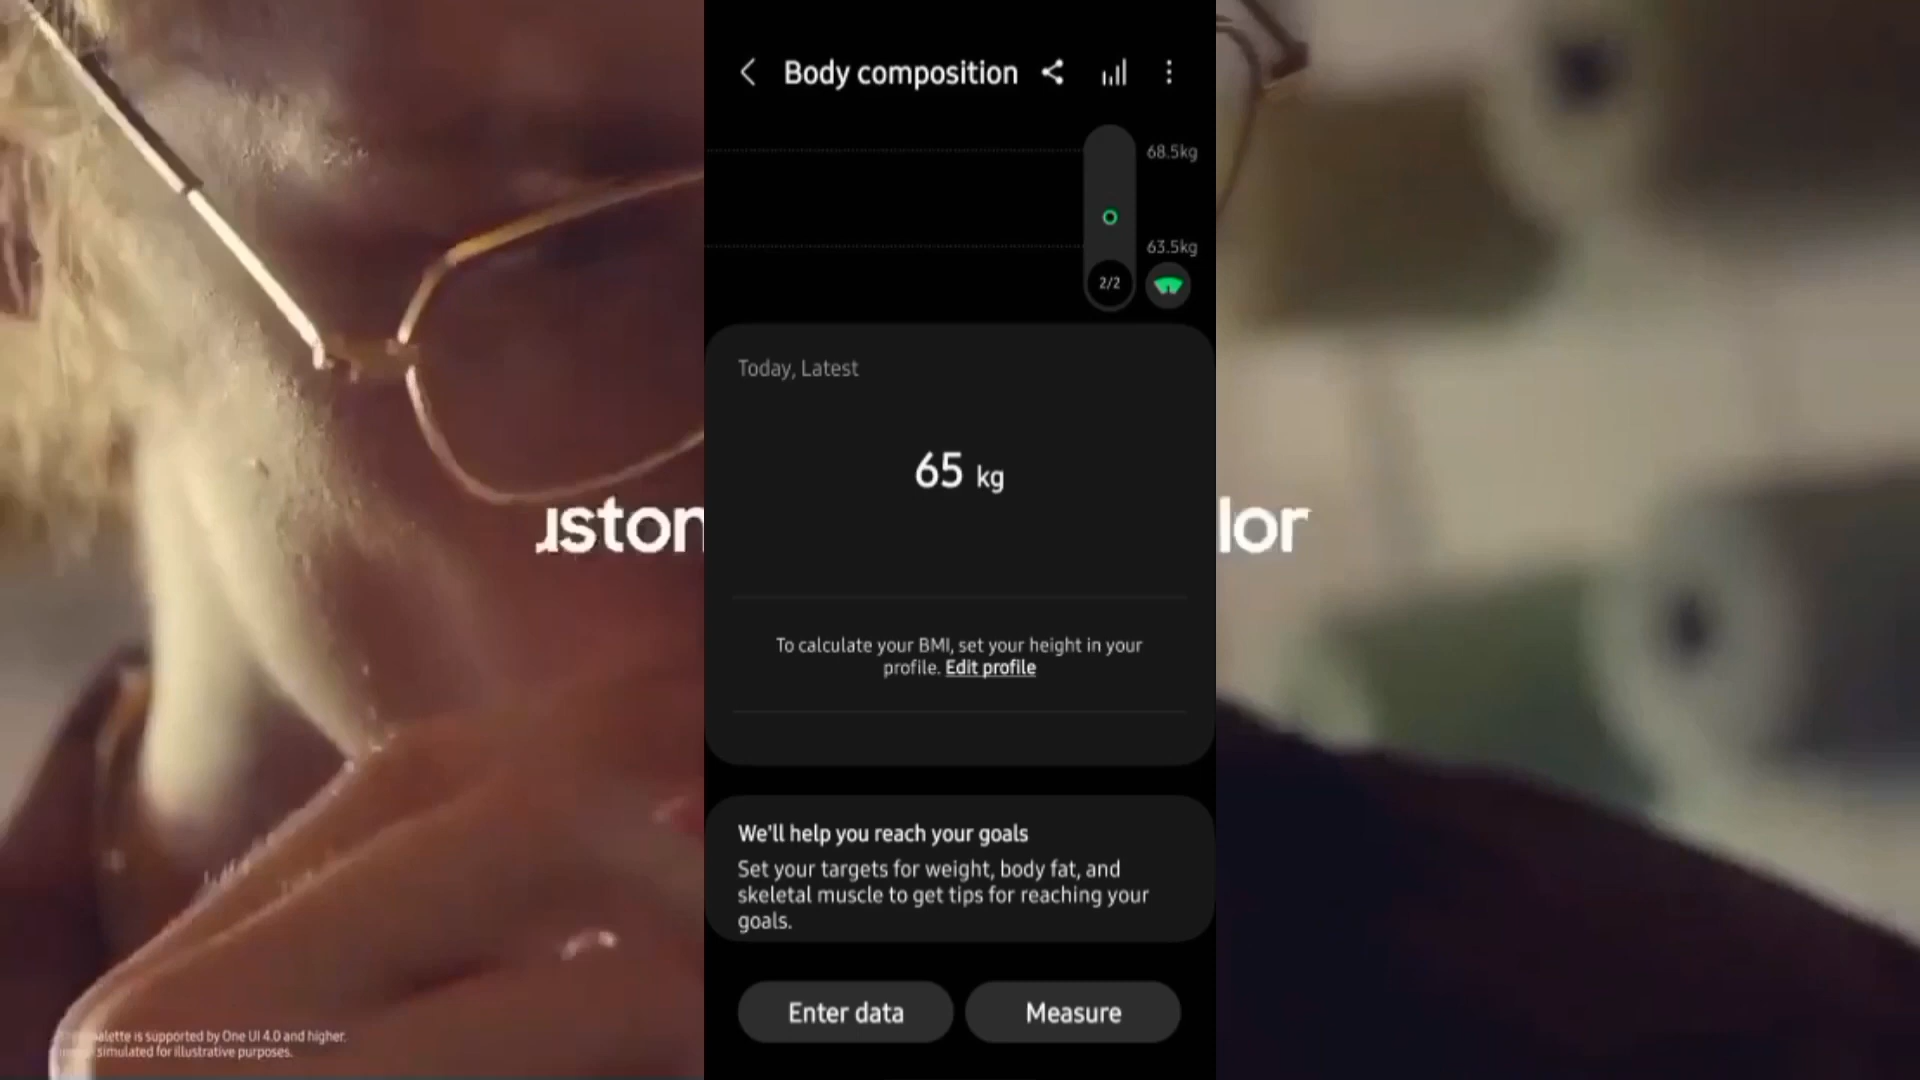 Body composition
68.5kg
63.5kg
2/2
Today, Latest
65 kg
uston
lor
To calculate your BMI, set your height in your
profile. Edit profile
We'll help you reach your goals
Set your targets for weight, body fat, and
skeletal muscle to get tips for reaching your
goals.
Enter data
Measure
alette is supported by One UI 4.0 and higher.
simulated for illustrative purposes.